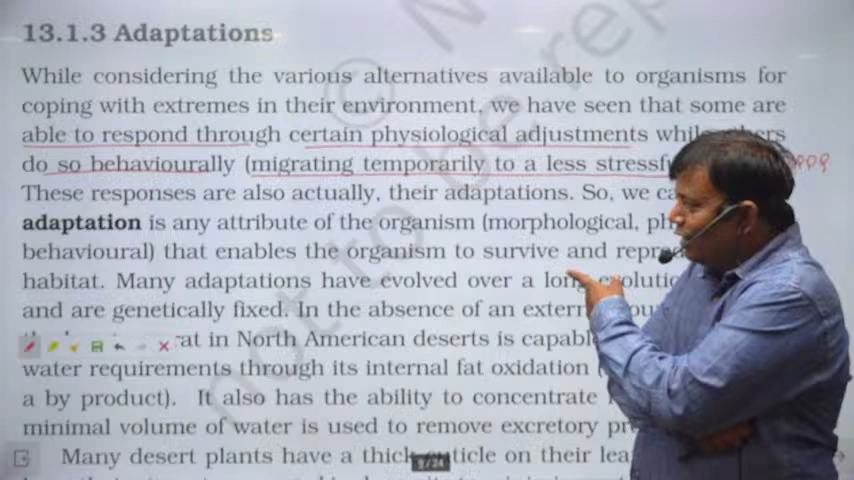 13.1.3 Adaptations
While considering the various alternatives available to organisms for
coping with extremes in their environment, we have seen that some are
able to respond through certain physiological adjustments while others
do so behaviourally (migrating temporarily to a less
These responses are also actually, their adaptations. So, we
adaptation is any attribute of the organism (morphological,
behavioural) that enables the organism to survive and
habitat. Many adaptations have evolved over a long
and are genetically fixed. In the absence of an
rat in North American deserts is
water requirements through its internal fat oxidation
a by product). It also has the ability to concentrate
minimal volume of water is used to remove excretory
Many desert plants have a thick cuticle on their
not to be